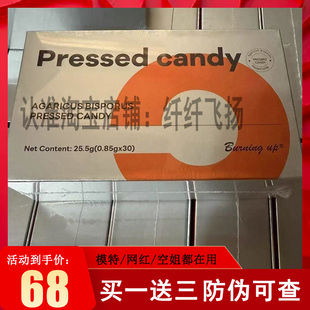 Pressed candy
AGARICUS BISPORUS
PRESSED CANDY
认准淘宝店铺：纤纤飞扬
Net Content: 25.5g(0.85gx30)
Burning up®
模特/网红/空姐都在用
活动到手价：
68
买一送三 防伪可查